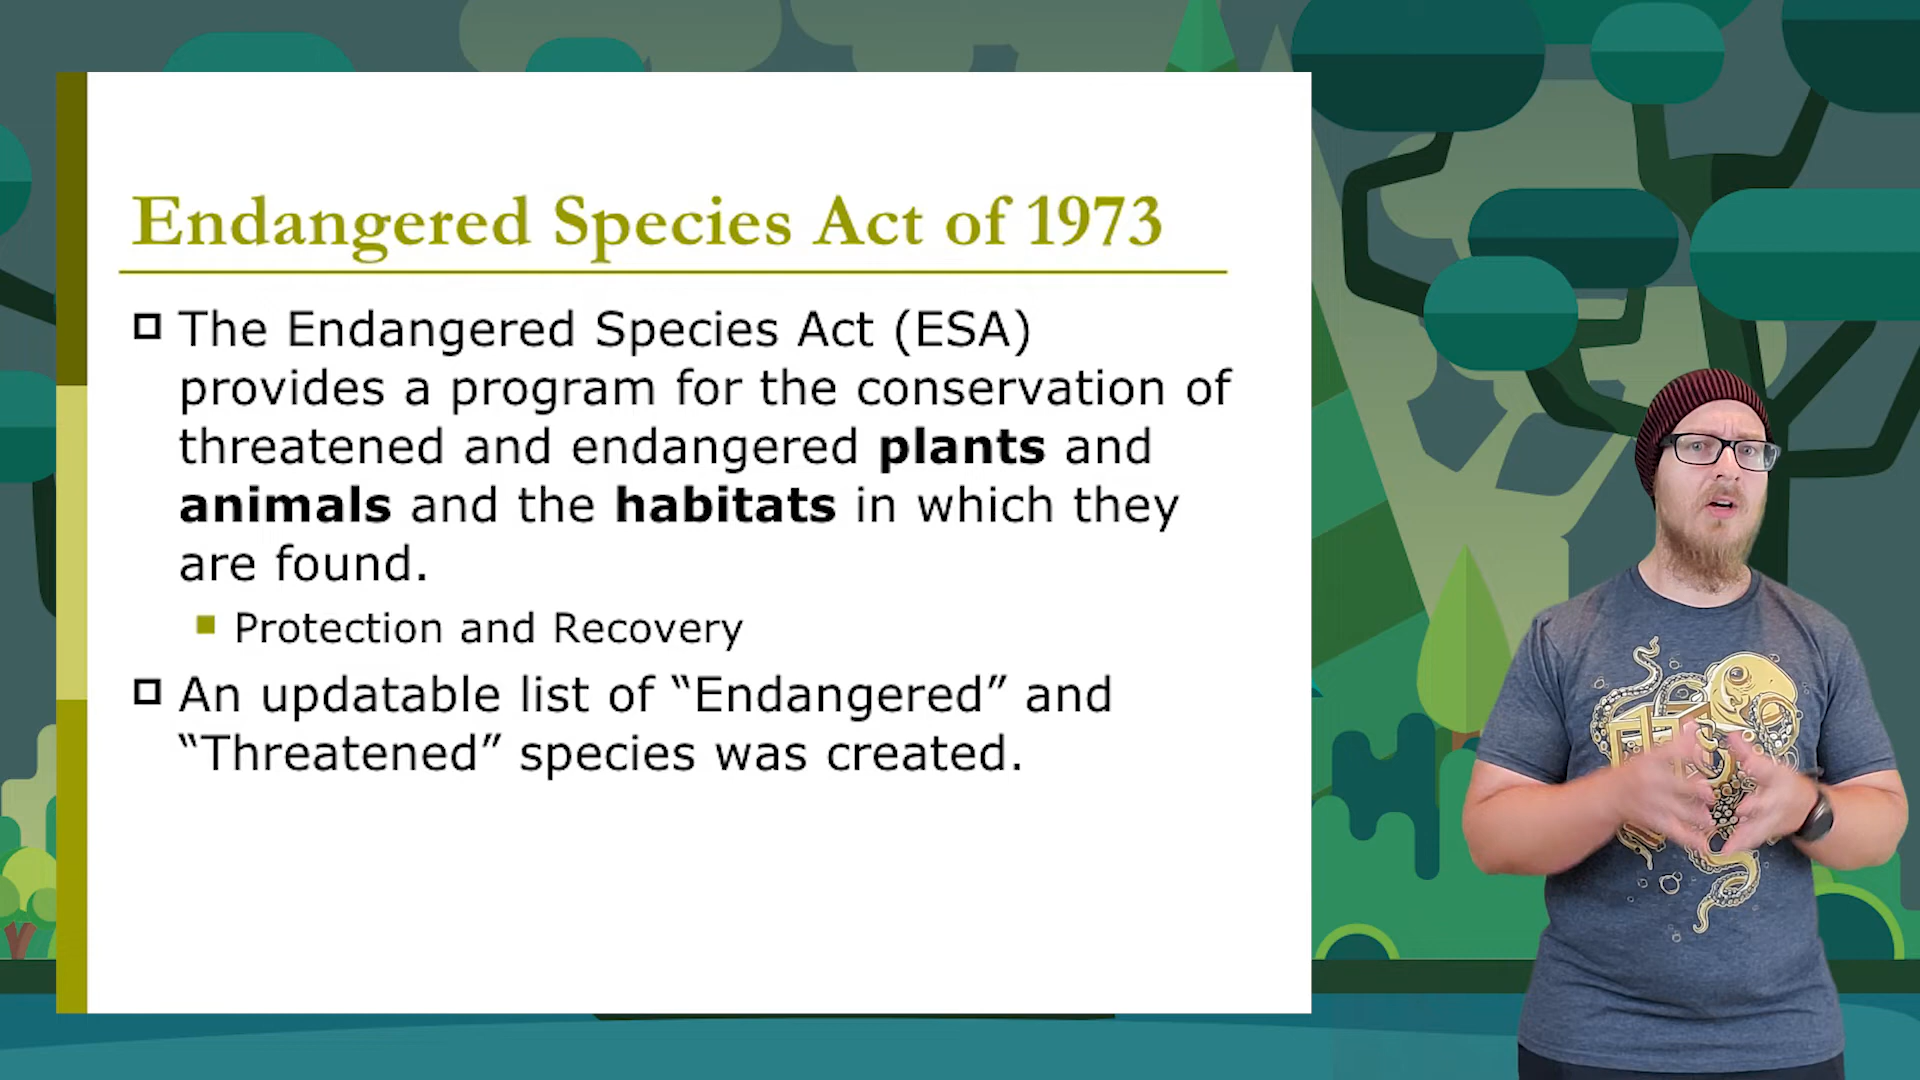 Endangered Species Act of 1973
The Endangered Species Act (ESA)
provides a program for the conservation of
threatened and endangered plants and
animals and the habitats in which they
are found.
Protection and Recovery
An updatable list of “Endangered” and
“Threatened” species was created.